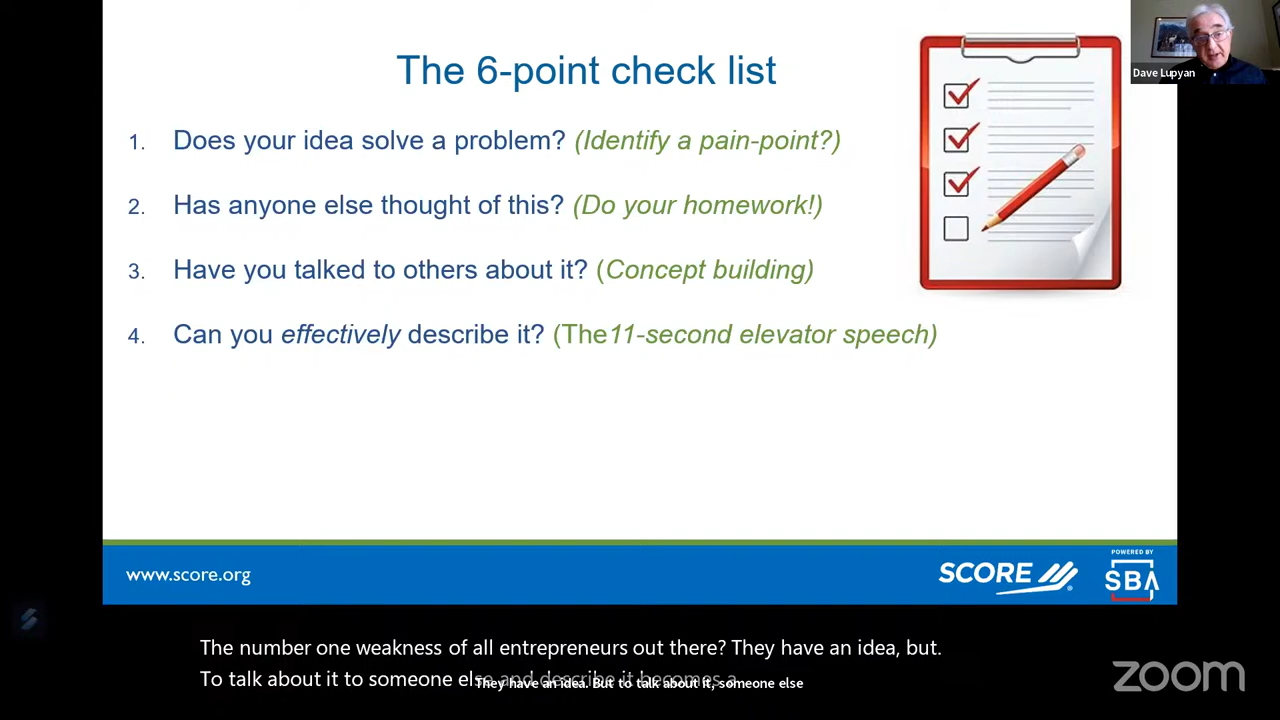 The 6-point check list
Dave Lupyan
1. Does your idea solve a problem? (Identify a pain-point?)
2. Has anyone else thought of this? (Do your homework!)
3. Have you talked to others about it? (Concept building)
4. Can you effectively describe it? (The11-second elevator speech)
www.score.org
SCORE
POWERED BY
SBA
The number one weakness of all entrepreneurs out there? They have an idea, but.
To talk about it to someone else and describe it becomes a
They have an idea. But to talk about it, someone else
zoom